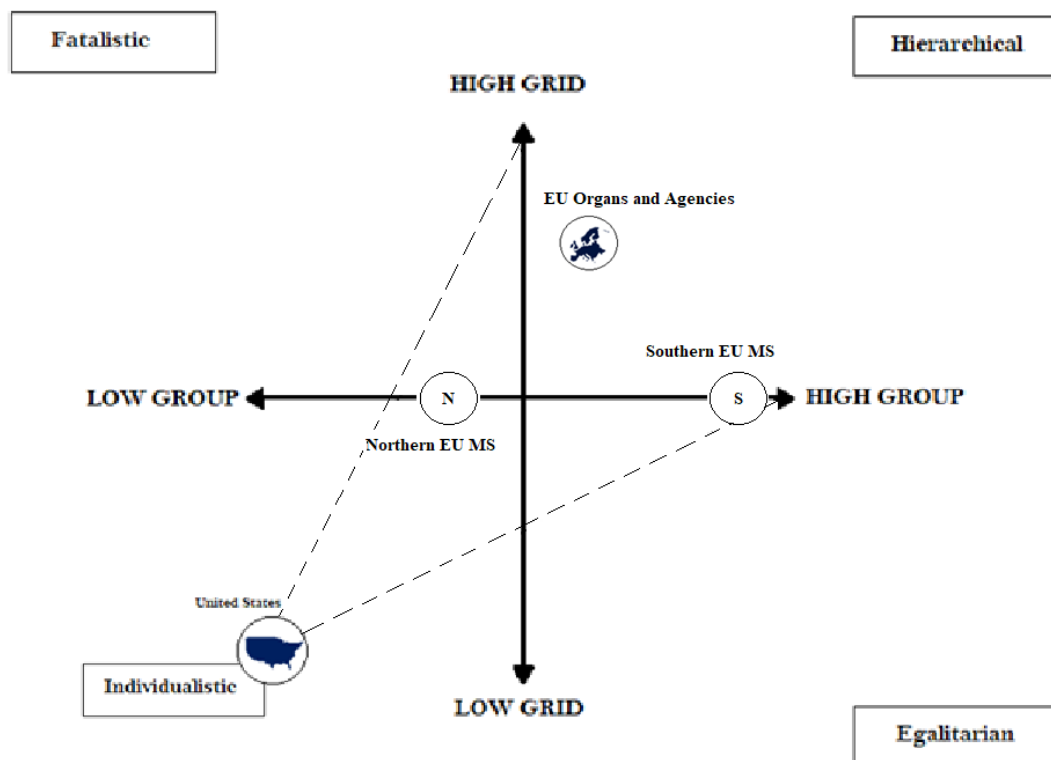 Fatalistic
Hierarchical
HIGH GRID
EU Organs and Agencies
Southern EU MS
LOW GROUP
N
S
HIGH GROUP
Northern EU MS
United States
Individualistic
LOW GRID
Egalitarian